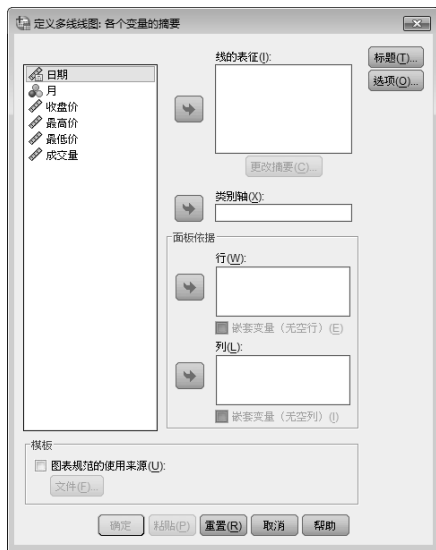 定义多线线图: 各个变量的摘要
日期
月
收盘价
最高价
最低价
成交量
线的表征(I):
更改摘要(C)...
类别轴(X):
面板依据
行(W):
嵌套变量（无空行）(E)
列(L):
嵌套变量（无空列）(I)
标题(T)...
选项(O)...
模板
图表规范的使用来源(U):
文件(F)...
确定
粘贴(P)
重置(R)
取消
帮助